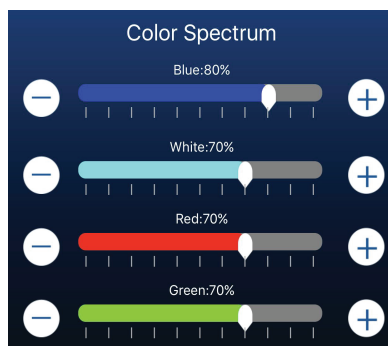 Color Spectrum
Blue:80%
White:70%
Red:70%
Green:70%